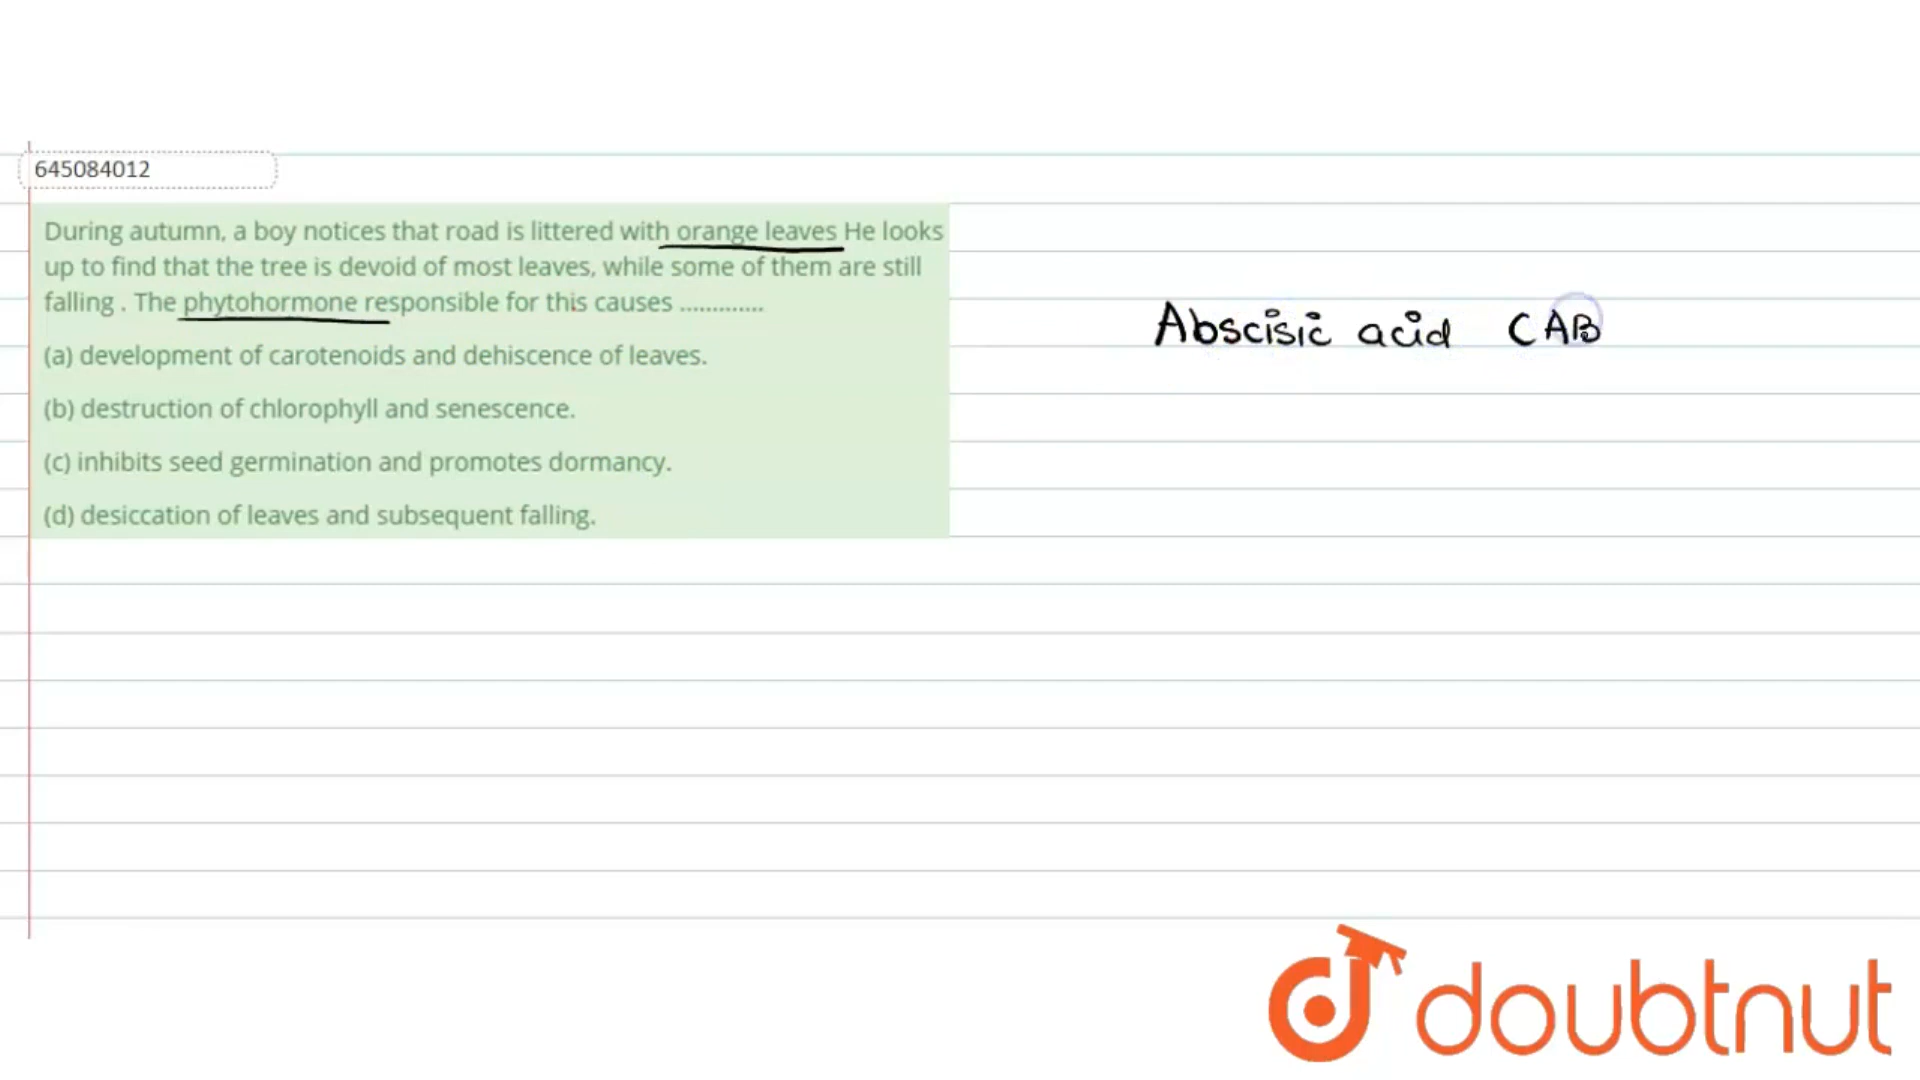 645084012
During autumn, a boy notices that road is littered with orange leaves He looks
up to find that the tree is devoid of most leaves, while some of them are still
falling . The phytohormone responsible for this causes .............
(a) development of carotenoids and dehiscence of leaves.
(b) destruction of chlorophyll and senescence.
(c) inhibits seed germination and promotes dormancy.
(d) desiccation of leaves and subsequent falling.
Abscisic acid (AB
doubtnut